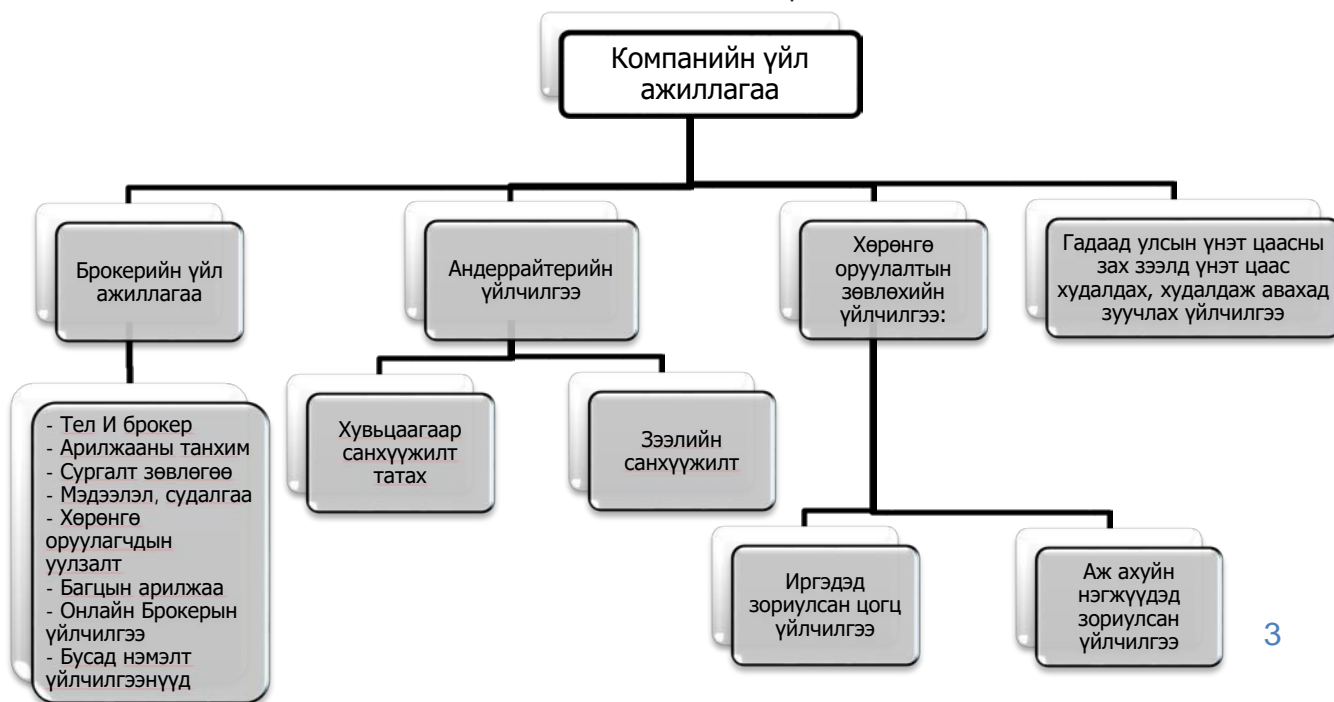 Компанийн үйл
ажиллагаа
Брокерийн үйл
ажиллагаа
Андеррайтерийн
үйлчилгээ
Хөрөнгө
оруулалтын
зөвлөхийн
үйлчилгээ:
Гадаад улсын үнэт цаасны
зах зээлд үнэт цаас
худалдах, худалдаж авахад
зуучлах үйлчилгээ
- Тел И брокер
- Арилжааны танхим
- Сургалт зөвлөгөө
- Мэдээлэл, судалгаа
- Хөрөнгө
оруулагчдын
уулзалт
- Багцын арилжаа
- Онлайн Брокерын
үйлчилгээ
- Бусад нэмэлт
үйлчилгээнүүд
Хувьцаагаар
санхүүжилт
татах
Зээлийн
санхүүжилт
Иргэдэд
зориулсан цогц
үйлчилгээ
Аж ахуйн
нэгжүүдэд
зориулсан
үйлчилгээ
3